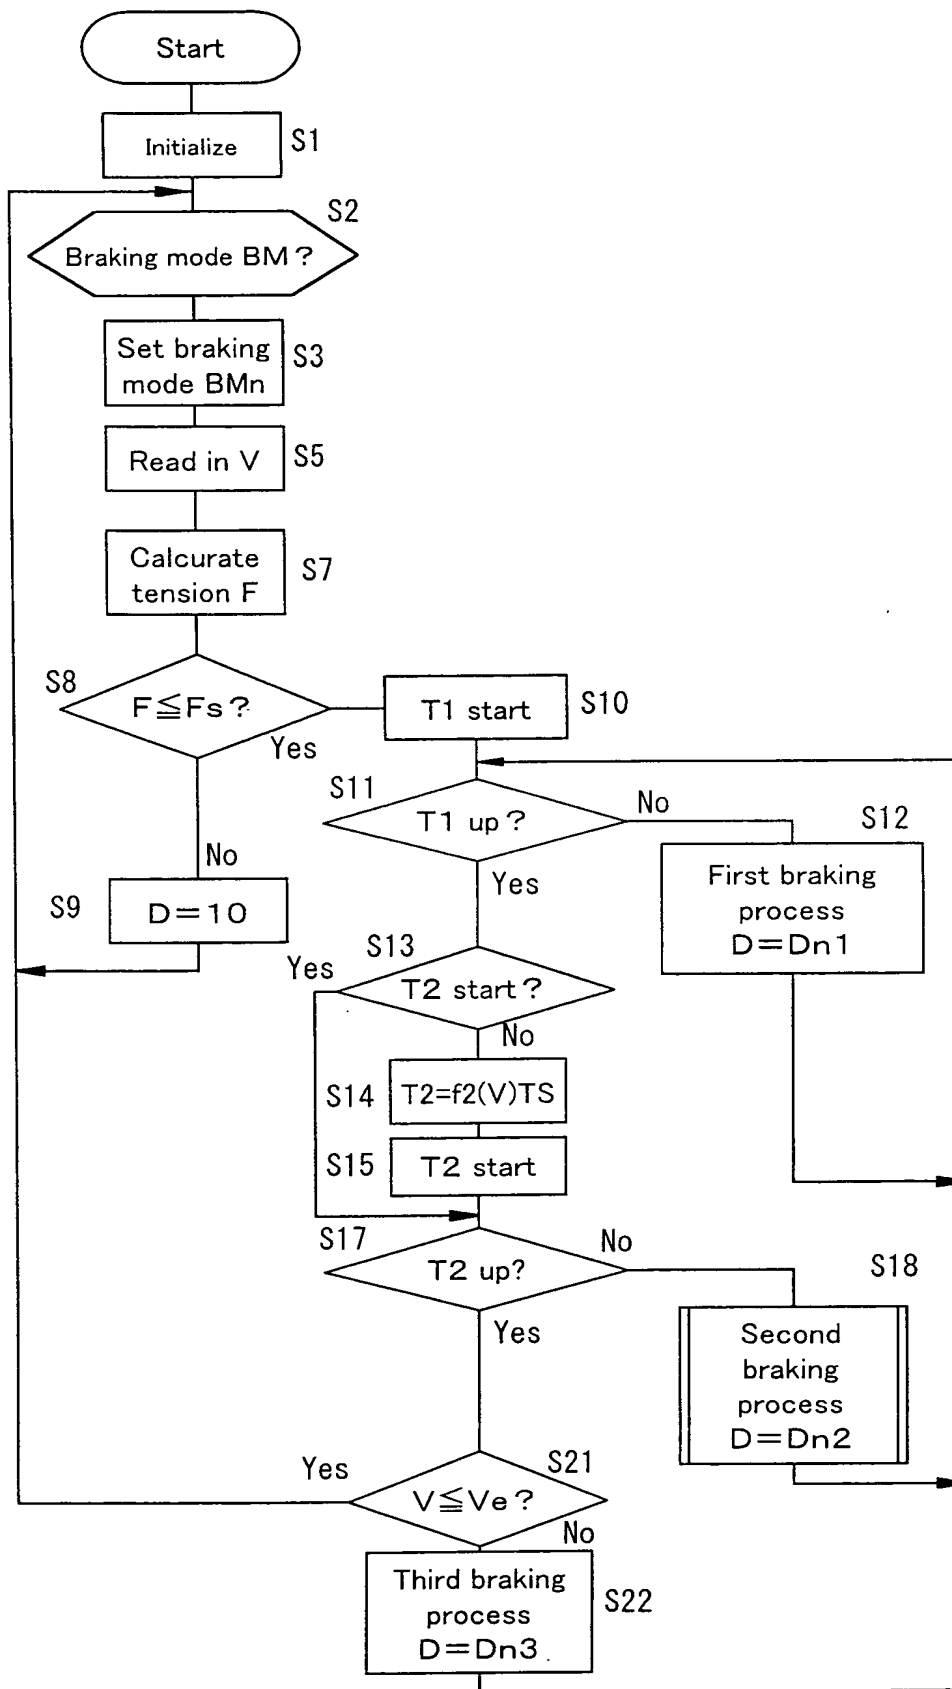 Start
Initialize
S1
S2
Braking mode BM?
Set braking
mode BMn
S3
Read in V
S5
Calcurate
tension F
S7
S8
F≦Fs?
Yes
T1 start
S10
No
S9
D=10
S11
T1 up?
No
S12
First braking
process
D=Dn1
Yes
S13
Yes
T2 start?
No
S14
T2=f2(V)TS
S15
T2 start
S17
T2 up?
No
S18
Second
braking
process
D=Dn2
Yes
Yes
S21
V≦Ve?
No
Third braking
process
D=Dn3
S22